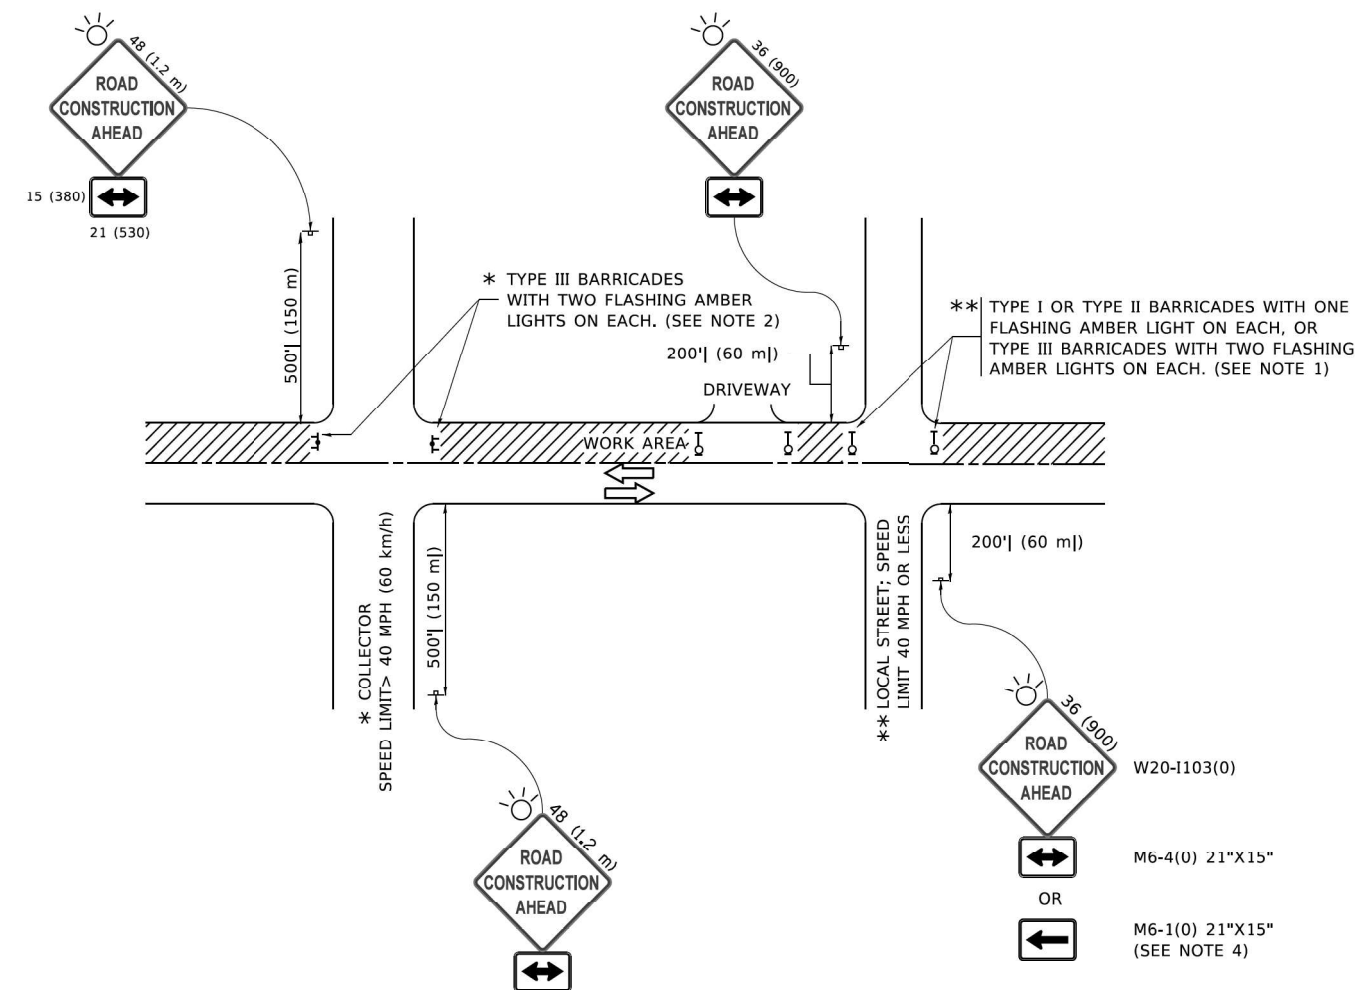 48 (1.2 m)
ROAD
CONSTRUCTION
AHEAD
15 (380)
21 (530)
36 (900)
ROAD
CONSTRUCTION
AHEAD
500'| (150 m)
* TYPE III BARRICADES
WITH TWO FLASHING AMBER
LIGHTS ON EACH. (SEE NOTE 2)
200'| (60 m|)
DRIVEWAY
** TYPE I OR TYPE II BARRICADES WITH ONE
FLASHING AMBER LIGHT ON EACH, OR
TYPE III BARRICADES WITH TWO FLASHING
AMBER LIGHTS ON EACH. (SEE NOTE 1)
WORK AREA
* COLLECTOR
SPEED LIMIT> 40 MPH (60 km/h)
500'| (150 m|)
** LOCAL STREET; SPEED
LIMIT 40 MPH OR LESS
200'| (60 m|)
48 (1.2 m)
ROAD
CONSTRUCTION
AHEAD
36 (900)
ROAD
CONSTRUCTION
AHEAD
W20-I103(0)
M6-4(0) 21"X15"
OR
M6-1(0) 21"X15"
(SEE NOTE 4)